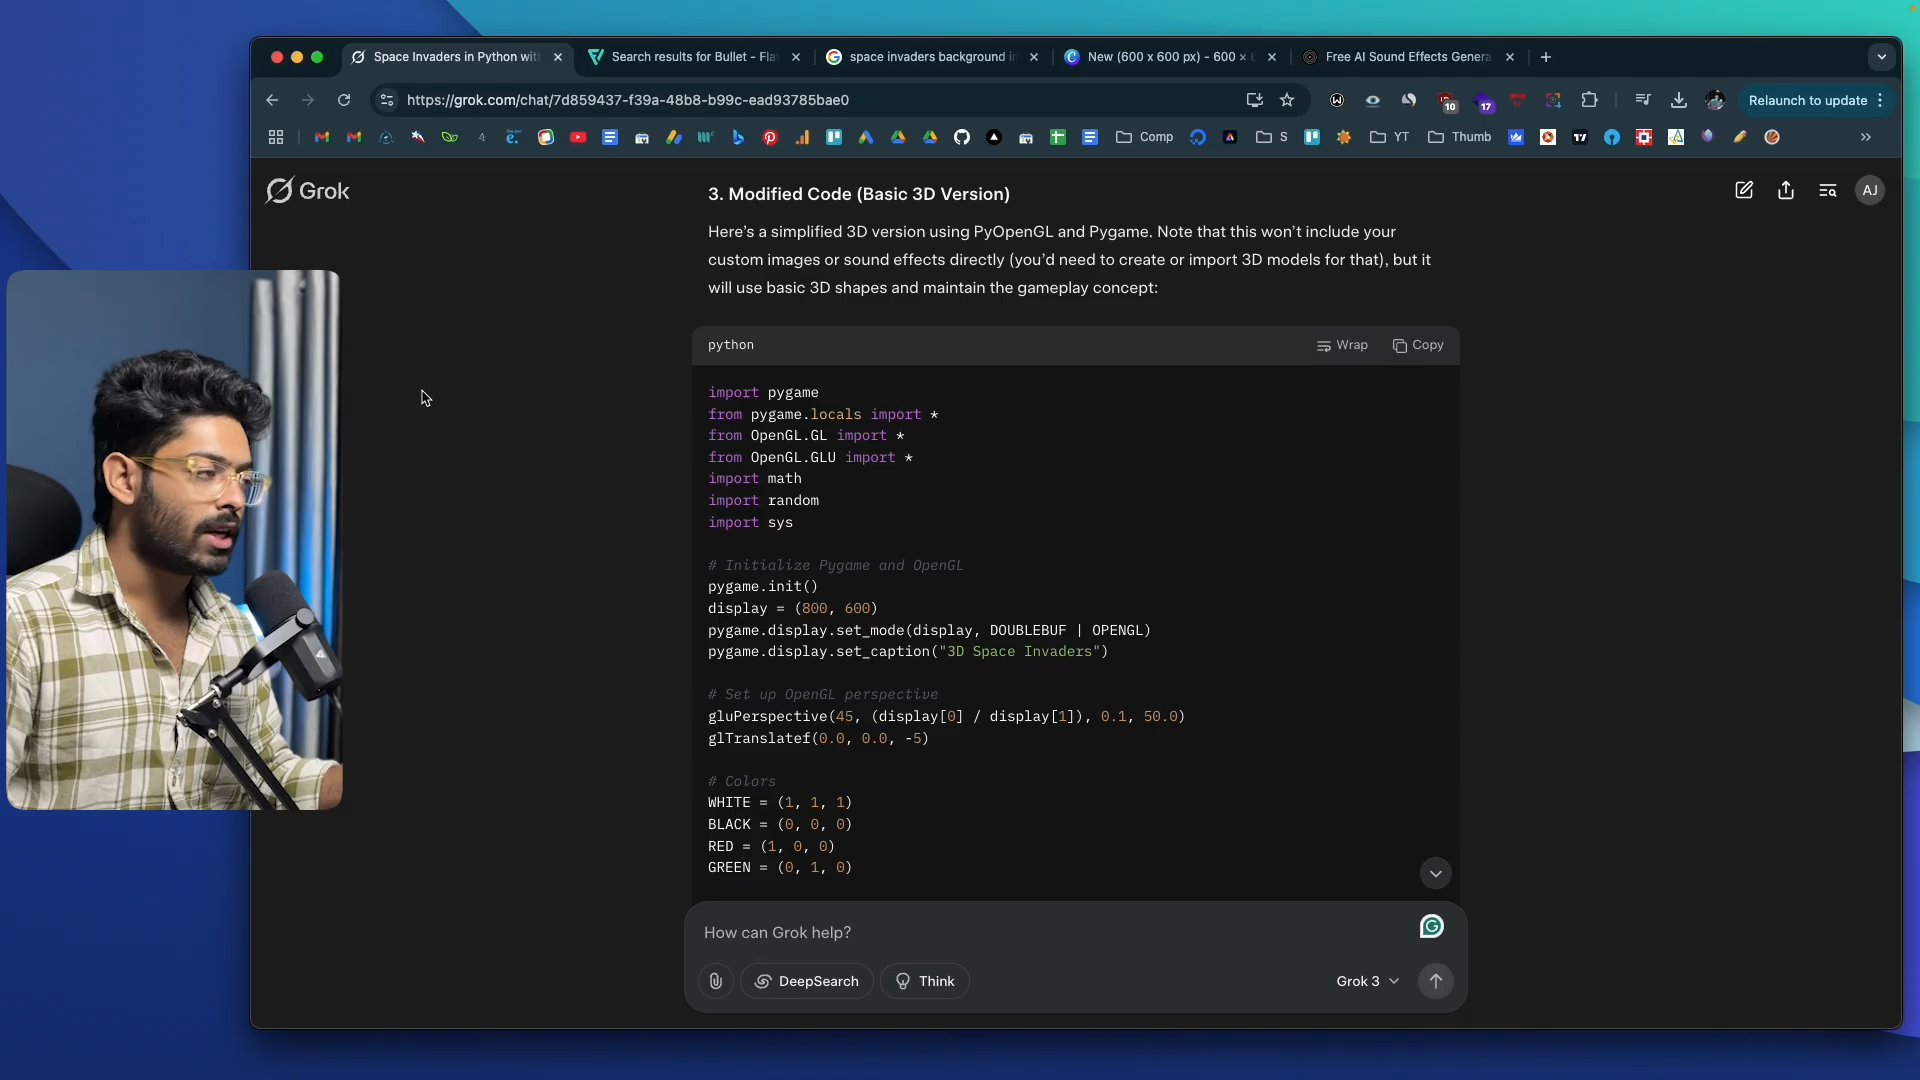 Space Invaders in Python with
Search results for Bullet - Fla
space invaders background in
New (600 x 600 px) - 600 × 6
Free AI Sound Effects Genera
https://grok.com/chat/7d859437-f39a-48b8-b99c-ead93785bae0
10
17
Relaunch to update
Comp
S
YT
Thumb
Grok
AJ
3. Modified Code (Basic 3D Version)
Here's a simplified 3D version using PyOpenGL and Pygame. Note that this won't include your
custom images or sound effects directly (you'd need to create or import 3D models for that), but it
will use basic 3D shapes and maintain the gameplay concept:
python
Wrap
Copy
import pygame
from pygame.locals import *
from OpenGL.GL import *
from OpenGL.GLU import *
import math
import random
import sys
# Initialize Pygame and OpenGL
pygame.init()
display = (800, 600)
pygame.display.set_mode(display, DOUBLEBUF | OPENGL)
pygame.display.set_caption("3D Space Invaders")
# Set up OpenGL perspective
gluPerspective(45, (display[0] / display[1]), 0.1, 50.0)
glTranslatef(0.0, 0.0, -5)
# Colors
WHITE = (1, 1, 1)
BLACK = (0, 0, 0)
RED = (1, 0, 0)
GREEN = (0, 1, 0)
How can Grok help?
DeepSearch
Think
Grok 3